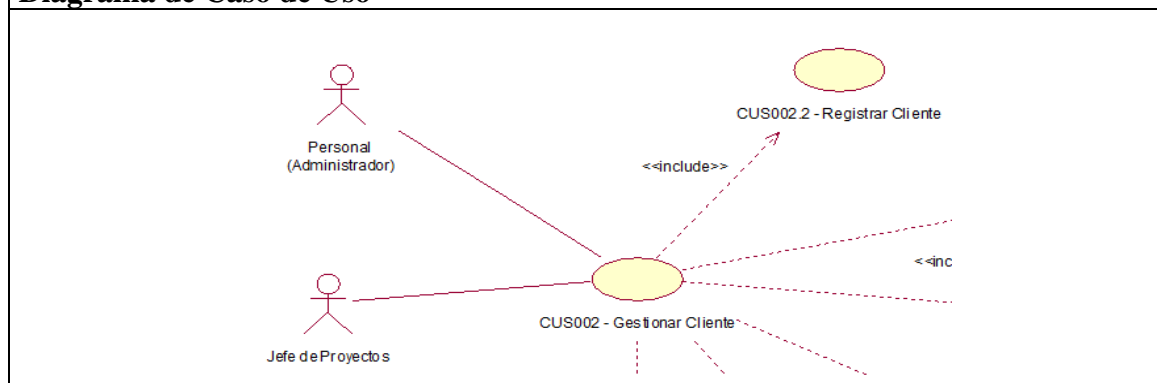 Diagrama de Caso de Uso
Personal
(Administrador)
CUS002.2 - Registrar Cliente
<<include>>
<<inc
Jefe de Proyectos
CUS002 - Gestionar Cliente